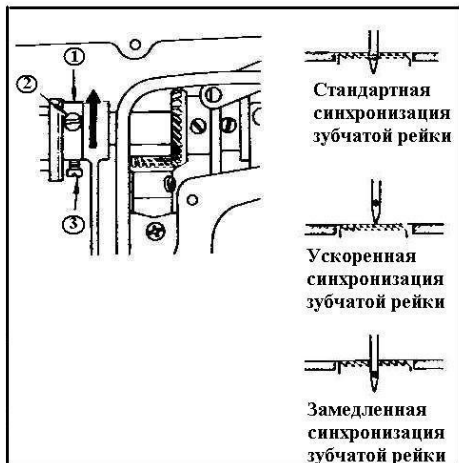 1
2
3
Стандартная
синхронизация
зубчатой рейки
Ускоренная
синхронизация
зубчатой рейки
Замедленная
синхронизация
зубчатой рейки